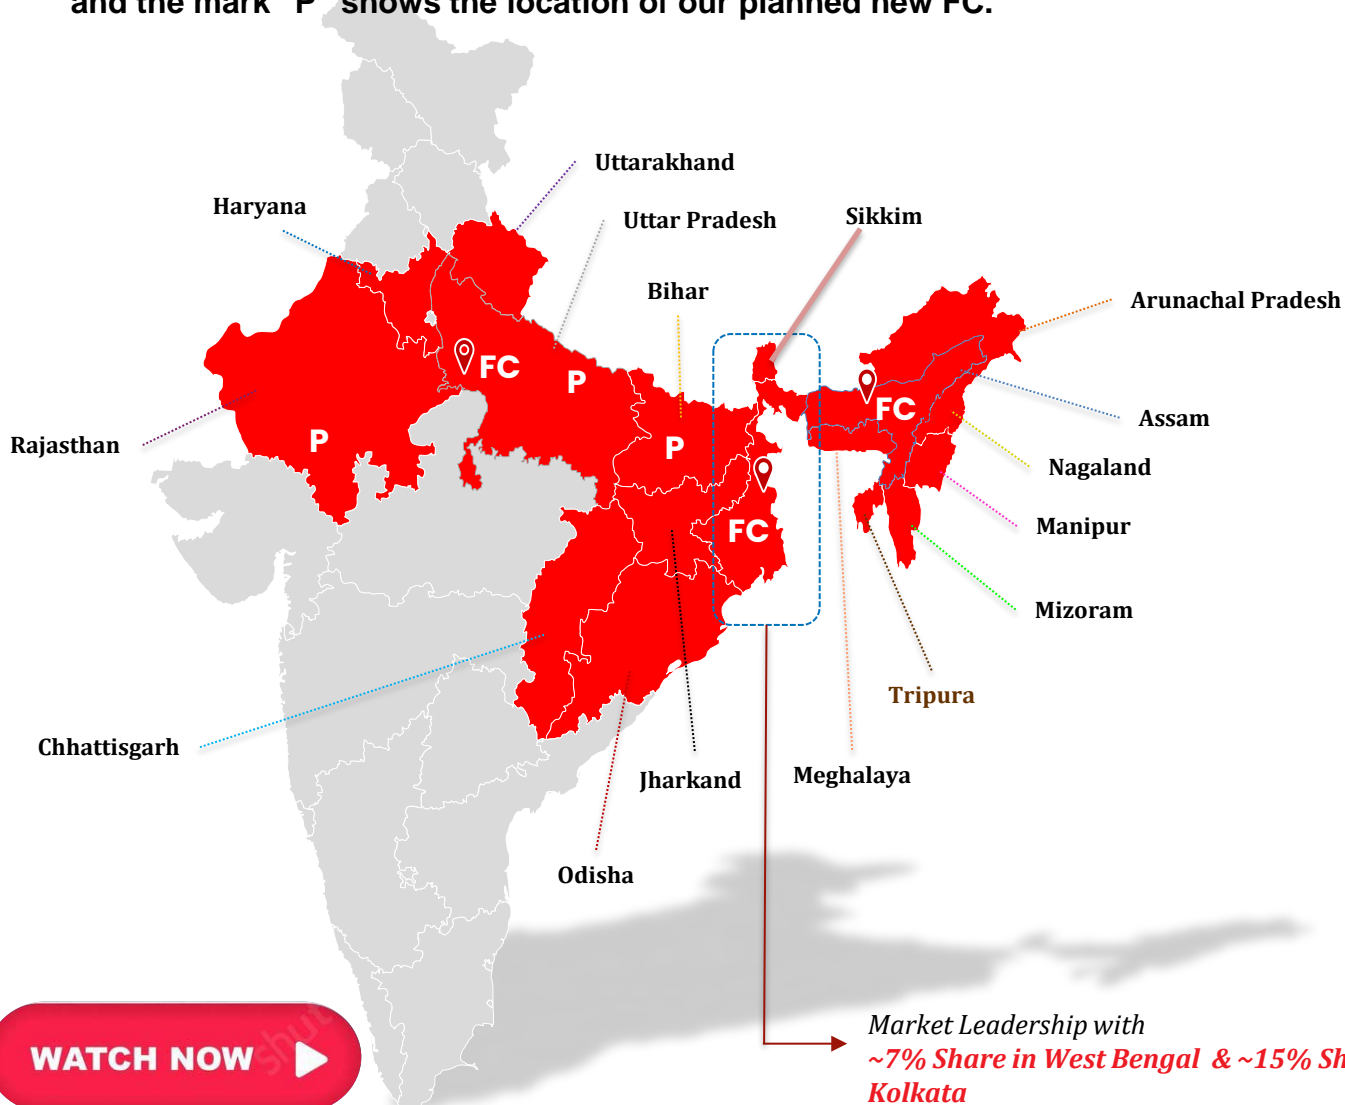 and the mark "P" shows the location of our planned new FC.
Uttarakhand
Haryana
Uttar Pradesh
Sikkim
Bihar
Arunachal Pradesh
FC
P
FC
Assam
Rajasthan
P
P
Nagaland
Manipur
FC
Mizoram
Tripura
Chhattisgarh
Jharkand
Meghalaya
Odisha
Market Leadership with
~7% Share in West Bengal & ~15%
Kolkata
WATCH NOW